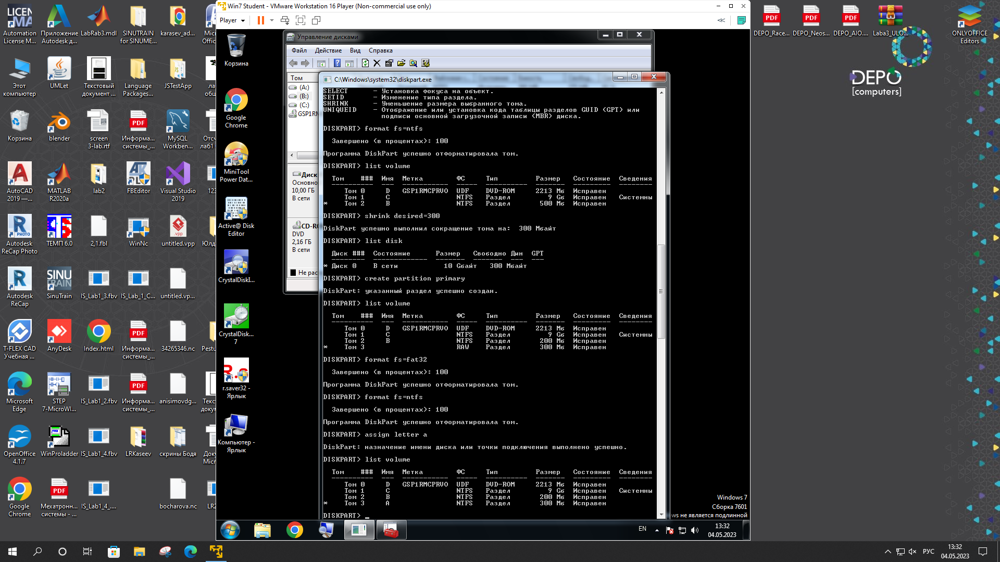 Win7 Student - VMware Workstation 16 Player (Non-commercial use only)
Player
Automation
License M...
Приложение
Autodesk д...
LabRab3.mdl
SINUTRAIN
for SINUME...
karasev_ad...
Micr
Offic
Этот
компьютер
UMLet
Текстовый
документ ...
Language
Packages...
JSTestApp
ла
общ
Корзина
blender
screen
3-lab.rtf
Информа...
системы_...
MySQL
Workben...
Отсч
лаб1
AutoCAD
2019 —...
MATLAB
R2020a
lab2
FBEditor
Visual Studio
2019
123
Autodesk
ReCap Photo
ТЕМП 6.0
2,1.fbl
WinNc
untitled.vpp
Юлд
Autodesk
ReCap
SinuTrain
IS_Lab1_3.fbv
IS_Lab_1_C...
untitled.vp...
T-FLEX CAD
Учебная ...
AnyDesk
Index.html
Информа...
системы_...
34265346.nc
Pestu
Microsoft
Edge
STEP
7-MicroWI...
IS_Lab1_2.fbv
Информа...
системы_...
anisimovdg...
Текс
докум
OpenOffice
4.1.7
WinProladder
IS_Lab1_4.fbv
LRKaseev
скрины Бодя
Доку
Micr
Google
Chrome
Мехатронн...
системы - ...
IS_Lab1_4_....
bocharova.nc
LR2
Корзина
Google
Chrome
MiniTool
Power Dat...
Active@ Disk
Editor
CrystalDiskI...
CrystalDisk...
7
r.saver32 -
Ярлык
Компьютер -
Ярлык
Управление дисками
Файл Действие Вид Справка
Том
(A:)
(B:)
(C:)
GSP1RM
Диск
Основно
10,00 ГБ
В сети
CD-RO
DVD
2,16 ГБ
В сети
Не рас
C:\Windows\system32\diskpart.exe
SELECT - Установка фокуса на объект.
SETID - Изменение типа раздела.
SHRINK - Уменьшение размера выбранного тома.
UNIQUEID - Отображение или установка кода таблицы разделов GUID (GPT) или
подписи основной загрузочной записи (MBR) диска.
DISKPART> format fs=ntfs
Завершено (в процентах): 100
Программа DiskPart успешно отформатировала том.
DISKPART> list volume
Том ### Имя Метка ФС Тип Размер Состояние Сведения
Том 0 D GSP1RMCPRVO UDF DVD-ROM 2213 Мб Исправен
Том 1 C NTFS Раздел 9 Gб Исправен Системны
* Том 2 B NTFS Раздел 500 Мб Исправен
DISKPART> shrink desired=300
DiskPart успешно выполнил сокращение тома на: 300 Мбайт
DISKPART> list disk
Диск ### Состояние Размер Свободно Дин GPT
* Диск 0 В сети 10 Gбайт 300 Mбайт
DISKPART> create partition primary
DiskPart: указанный раздел успешно создан.
DISKPART> list volume
Том ### Имя Метка ФС Тип Размер Состояние Сведения
Том 0 D GSP1RMCPRVO UDF DVD-ROM 2213 Мб Исправен
Том 1 C NTFS Раздел 9 Gб Исправен Системны
Том 2 B NTFS Раздел 200 Мб Исправен
* Том 3 RAW Раздел 300 Мб Исправен
DISKPART> format fs=fat32
Завершено (в процентах): 100
Программа DiskPart успешно отформатировала том.
DISKPART> format fs=ntfs
Завершено (в процентах): 100
Программа DiskPart успешно отформатировала том.
DISKPART> assign letter a
DiskPart: назначение имени диска или точки подключения выполнено успешно.
DISKPART> list volume
Том ### Имя Метка ФС Тип Размер Состояние Сведения
Том 0 D GSP1RMCPRVO UDF DVD-ROM 2213 Мб Исправен
Том 1 C NTFS Раздел 9 Gб Исправен Системны
Том 2 B NTFS Раздел 200 Мб Исправен
* Том 3 A NTFS Раздел 300 Мб Исправен
DISKPART> _
Windows 7
Сборка 7601
ws не является подлинной
EN
13:32
04.05.2023
DEPO_Race...
DEPO_Neos...
DEPO_AIO....
Laba3_ULO...
ONLYOFFICE
Editors
DEPO
[computers]
РУС
13:32
04.05.2023